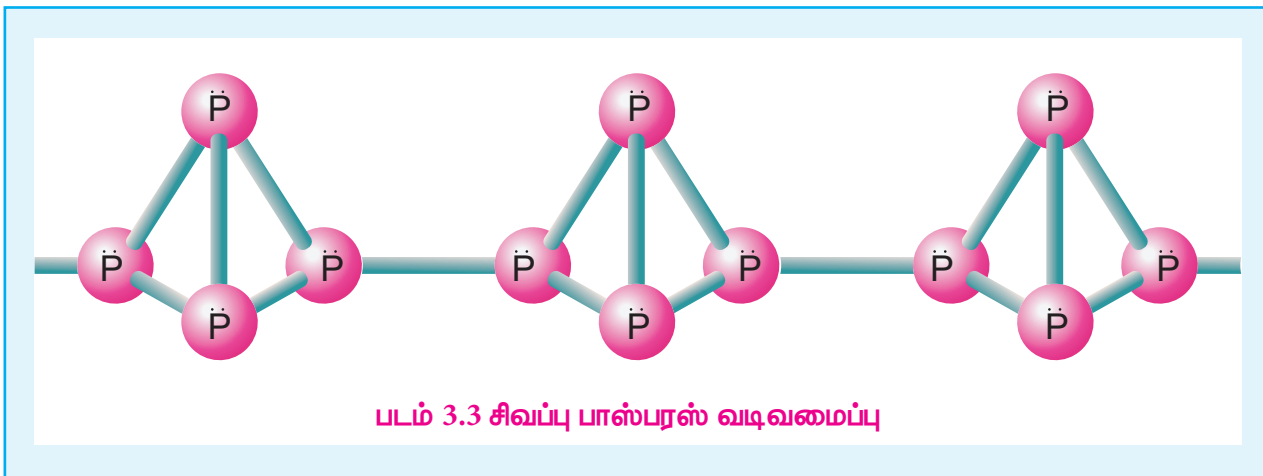 P̈ P̈ P̈
P̈ P̈ P̈ P̈ P̈ P̈
P̈ P̈ P̈
படம் 3.3 சிவப்பு பாஸ்பரஸ் வடிவமைப்பு